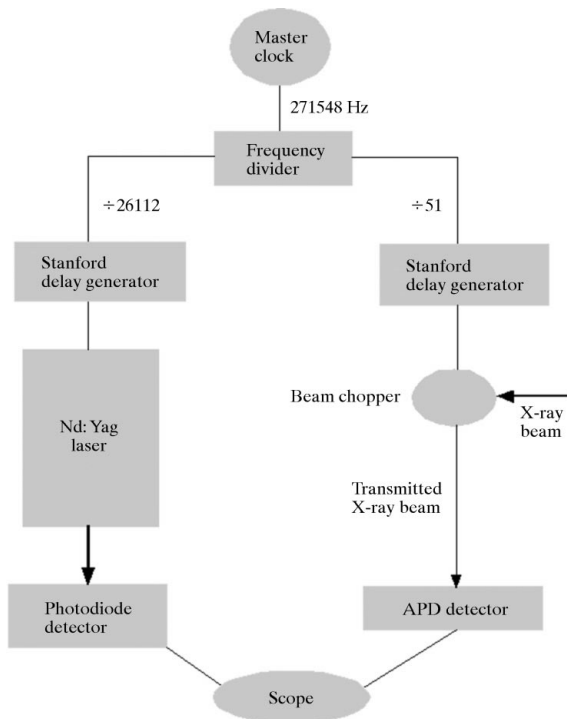 Master
clock
271548 Hz
Frequency
divider
÷26112
÷51
Stanford
delay generator
Stanford
delay generator
Nd: Yag
laser
Beam chopper
X-ray
beam
Transmitted
X-ray beam
Photodiode
detector
APD detector
Scope